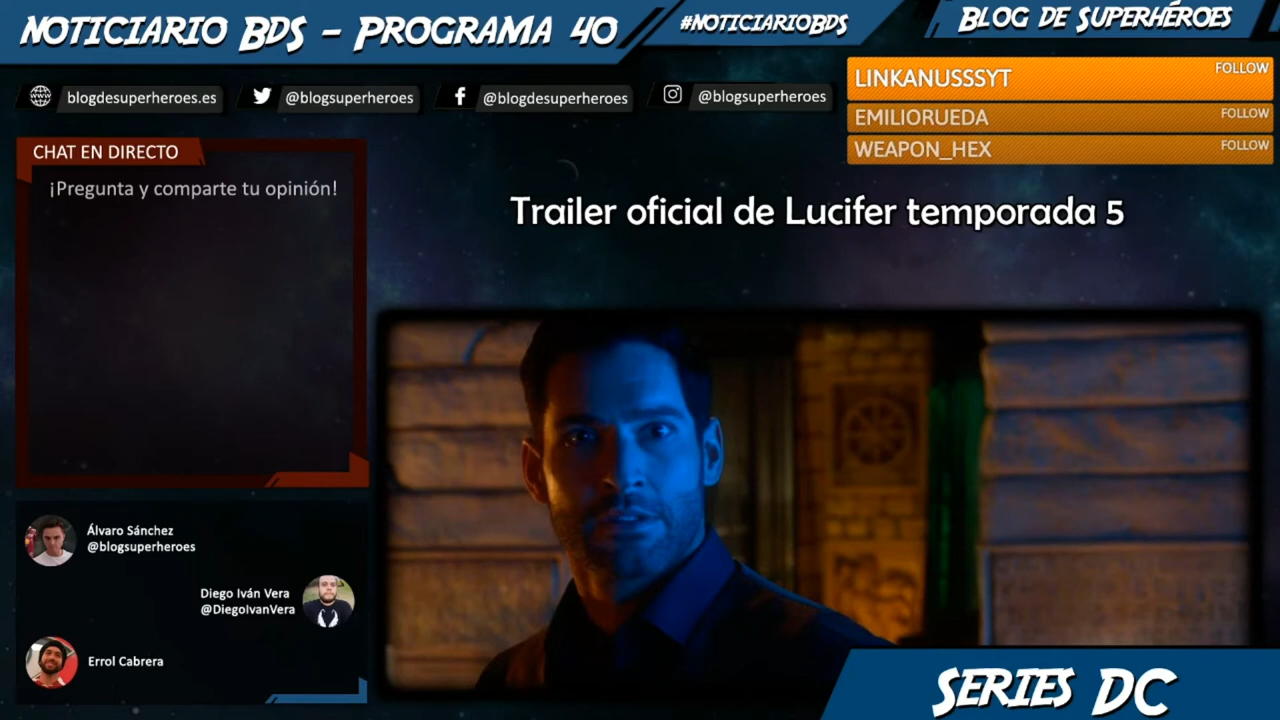 NOTICIARIO BDS - PROGRAMA 40
#NOTICIARIOBDS
BLOG DE SUPERHÉROES
blogdesuperheroes.es
@blogsuperheroes
@blogdesuperheroes
@blogsuperheroes
LINKANUSSSYT FOLLOW
EMILIORUEDA FOLLOW
WEAPON_HEX FOLLOW
CHAT EN DIRECTO
¡Pregunta y comparte tu opinión!
Trailer oficial de Lucifer temporada 5
Álvaro Sánchez
@blogsuperheroes
Diego Iván Vera
@DiegoIvanVera
Errol Cabrera
SERIES DC